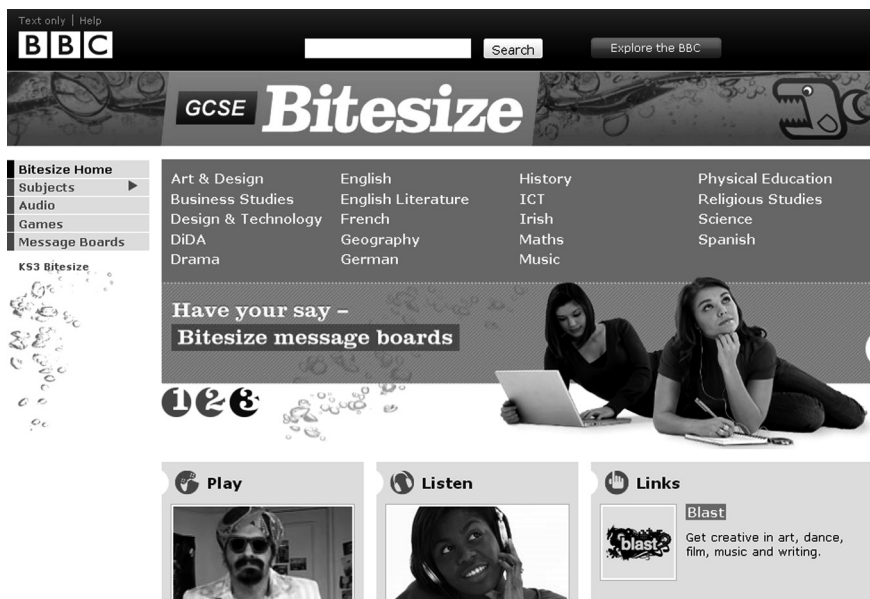 Text only | Help
BBC
Search
Explore the BBC
GCSE Bitesize
Bitesize Home
Subjects
Audio
Games
Message Boards
KS3 Bitesize
Art & Design
Business Studies
Design & Technology
DiDA
Drama
English
English Literature
French
Geography
German
History
ICT
Irish
Maths
Music
Physical Education
Religious Studies
Science
Spanish
Have your say –
Bitesize message boards
1 2 3
Play
Listen
Links
blast
Blast
Get creative in art, dance,
film, music and writing.